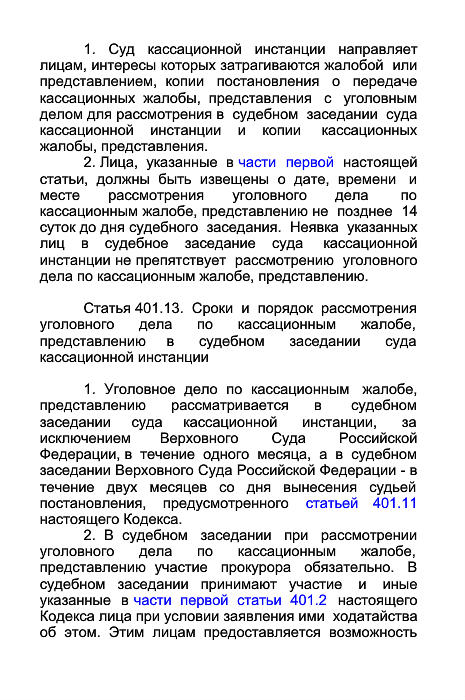 1. Суд кассационной инстанции направляет
лицам, интересы которых затрагиваются жалобой или
представлением, копии постановления о передаче
кассационных жалобы, представления с уголовным
делом для рассмотрения в судебном заседании суда
кассационной инстанции и копии кассационных
жалобы, представления.
2. Лица, указанные в части первой настоящей
статьи, должны быть извещены о дате, времени и
месте рассмотрения уголовного дела по
кассационным жалобе, представлению не позднее 14
суток до дня судебного заседания. Неявка указанных
лиц в судебное заседание суда кассационной
инстанции не препятствует рассмотрению уголовного
дела по кассационным жалобе, представлению.
Статья 401.13. Сроки и порядок рассмотрения
уголовного дела по кассационным жалобе,
представлению в судебном заседании суда
кассационной инстанции
1. Уголовное дело по кассационным жалобе,
представлению рассматривается в судебном
заседании суда кассационной инстанции, за
исключением Верховного Суда Российской
Федерации, в течение одного месяца, а в судебном
заседании Верховного Суда Российской Федерации - в
течение двух месяцев со дня вынесения судьей
постановления, предусмотренного статьей 401.11
настоящего Кодекса.
2. В судебном заседании при рассмотрении
уголовного дела по кассационным жалобе,
представлению участие прокурора обязательно. В
судебном заседании принимают участие и иные
указанные в части первой статьи 401.2 настоящего
Кодекса лица при условии заявления ими ходатайства
об этом. Этим лицам предоставляется возможность